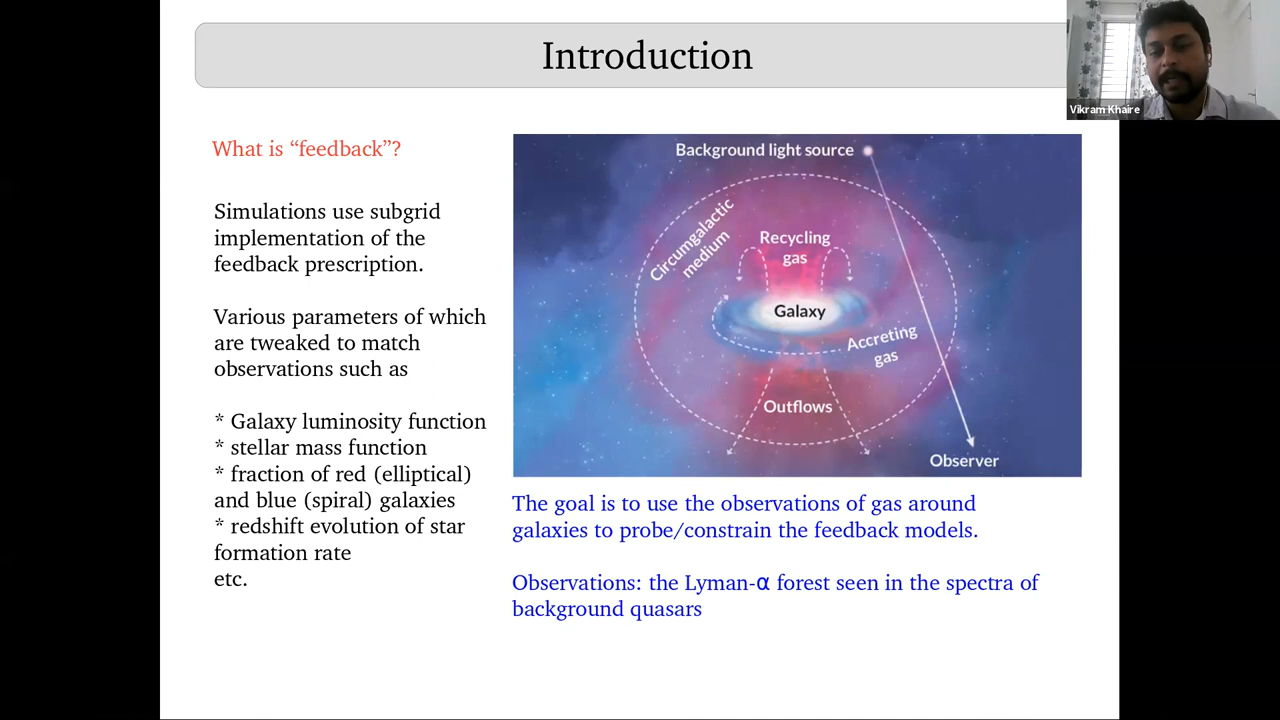 Introduction
Vikram Khaire
What is “feedback”?
Simulations use subgrid
implementation of the
feedback prescription.
Various parameters of which
are tweaked to match
observations such as
* Galaxy luminosity function
* stellar mass function
* fraction of red (elliptical)
and blue (spiral) galaxies
* redshift evolution of star
formation rate
etc.
Background light source
Circumgalactic
medium
Recycling
gas
Galaxy
Accreting
gas
Outflows
Observer
The goal is to use the observations of gas around
galaxies to probe/constrain the feedback models.
Observations: the Lyman-α forest seen in the spectra of
background quasars